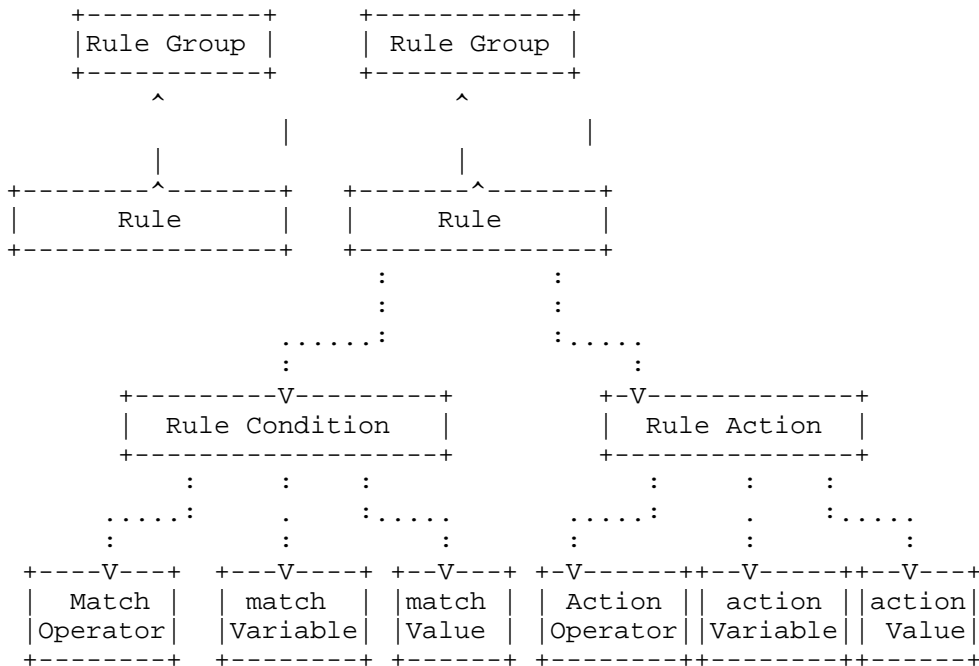 Rule Group Rule Group
Rule Rule
Rule Condition Rule Action
Match match match Action action action
Operator Variable Value Operator Variable Value